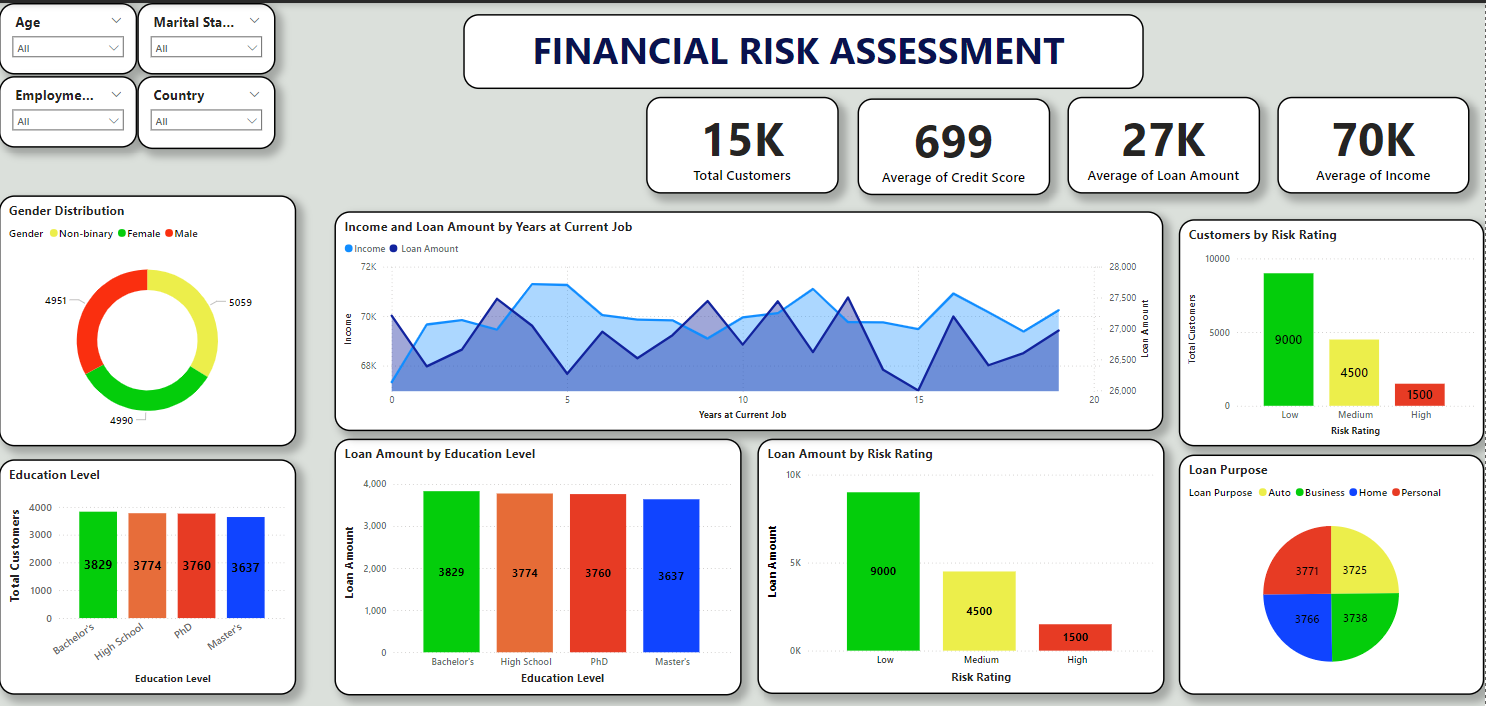 Age
All
Marital Sta...
All
Employme...
All
Country
All
FINANCIAL RISK ASSESSMENT
15K
Total Customers
699
Average of Credit Score
27K
Average of Loan Amount
70K
Average of Income
Gender Distribution
Gender Non-binary Female Male
4951
5059
4990
Income and Loan Amount by Years at Current Job
Income Loan Amount
72K
70K
68K
Income
28,000
27,500
27,000
26,500
26,000
Loan Amount
0 5 10 15 20
Years at Current Job
Customers by Risk Rating
10000
5000
0
Total Customers
9000
4500
1500
Low Medium High
Risk Rating
Education Level
4000
3000
2000
1000
0
Total Customers
3829 3774 3760 3637
Bachelor's High School PhD Master's
Education Level
Loan Amount by Education Level
4,000
3,000
2,000
1,000
0
Loan Amount
3829 3774 3760 3637
Bachelor's High School PhD Master's
Education Level
Loan Amount by Risk Rating
10K
5K
0K
Loan Amount
9000
4500
1500
Low Medium High
Risk Rating
Loan Purpose
Loan Purpose Auto Business Home Personal
3771 3725
3766 3738